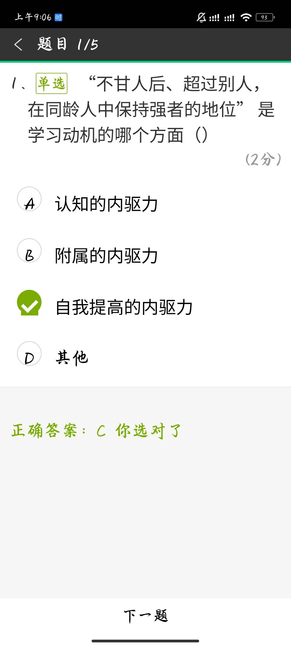 上午9:06
93
题目 1/5
1、单选 “不甘人后、超过别人，
在同龄人中保持强者的地位” 是
学习动机的哪个方面（）
(2分)
A 认知的内驱力
B 附属的内驱力
自我提高的内驱力
D 其他
正确答案：C 你选对了
下一题